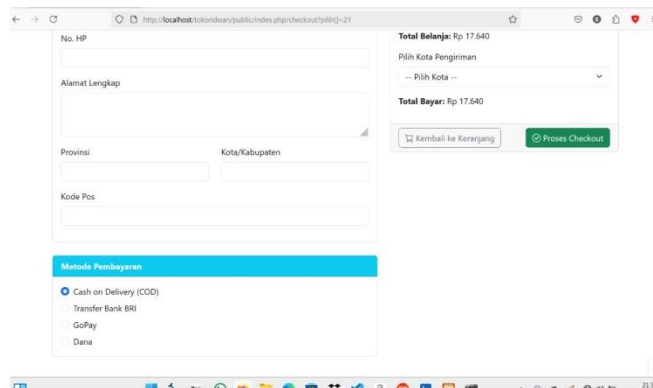 http://localhost/tokoridwan/public/index.php/checkout?pilih[]=21
No. HP
Alamat Lengkap
Provinsi
Kota/Kabupaten
Kode Pos
Metode Pembayaran
Cash on Delivery (COD)
Transfer Bank BRI
GoPay
Dana
Total Belanja: Rp 17.640
Pilih Kota Pengiriman
-- Pilih Kota --
Total Bayar: Rp 17.640
Kembali ke Keranjang
Proses Checkout